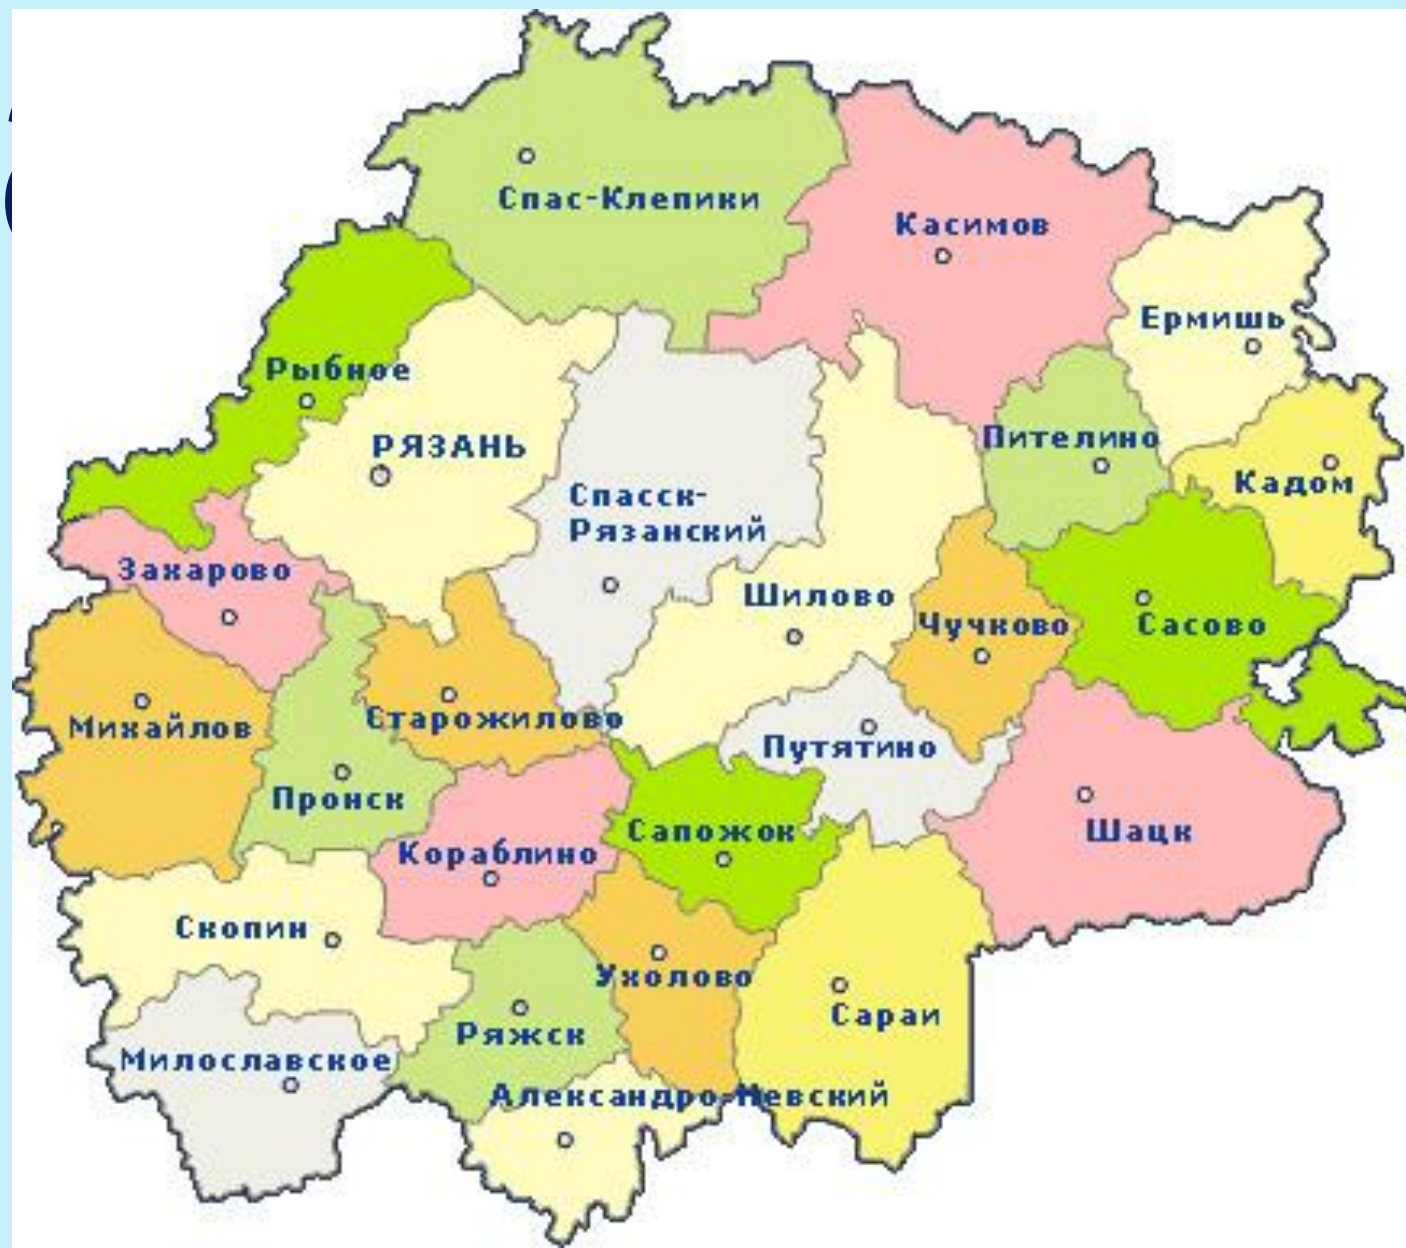 Спас-Клепики
Касимов
Ермишь
Рыбное
РЯЗАНЬ
Пителино
Кадом
Спасск-
Рязанский
Захарово
Шилово
Чучково
Сасово
Михайлов
Старожилово
Путятино
Пронск
Шацк
Сапожок
Кораблино
Скопин
Ухолово
Сараи
Ряжск
Милославское
Александро-Невский